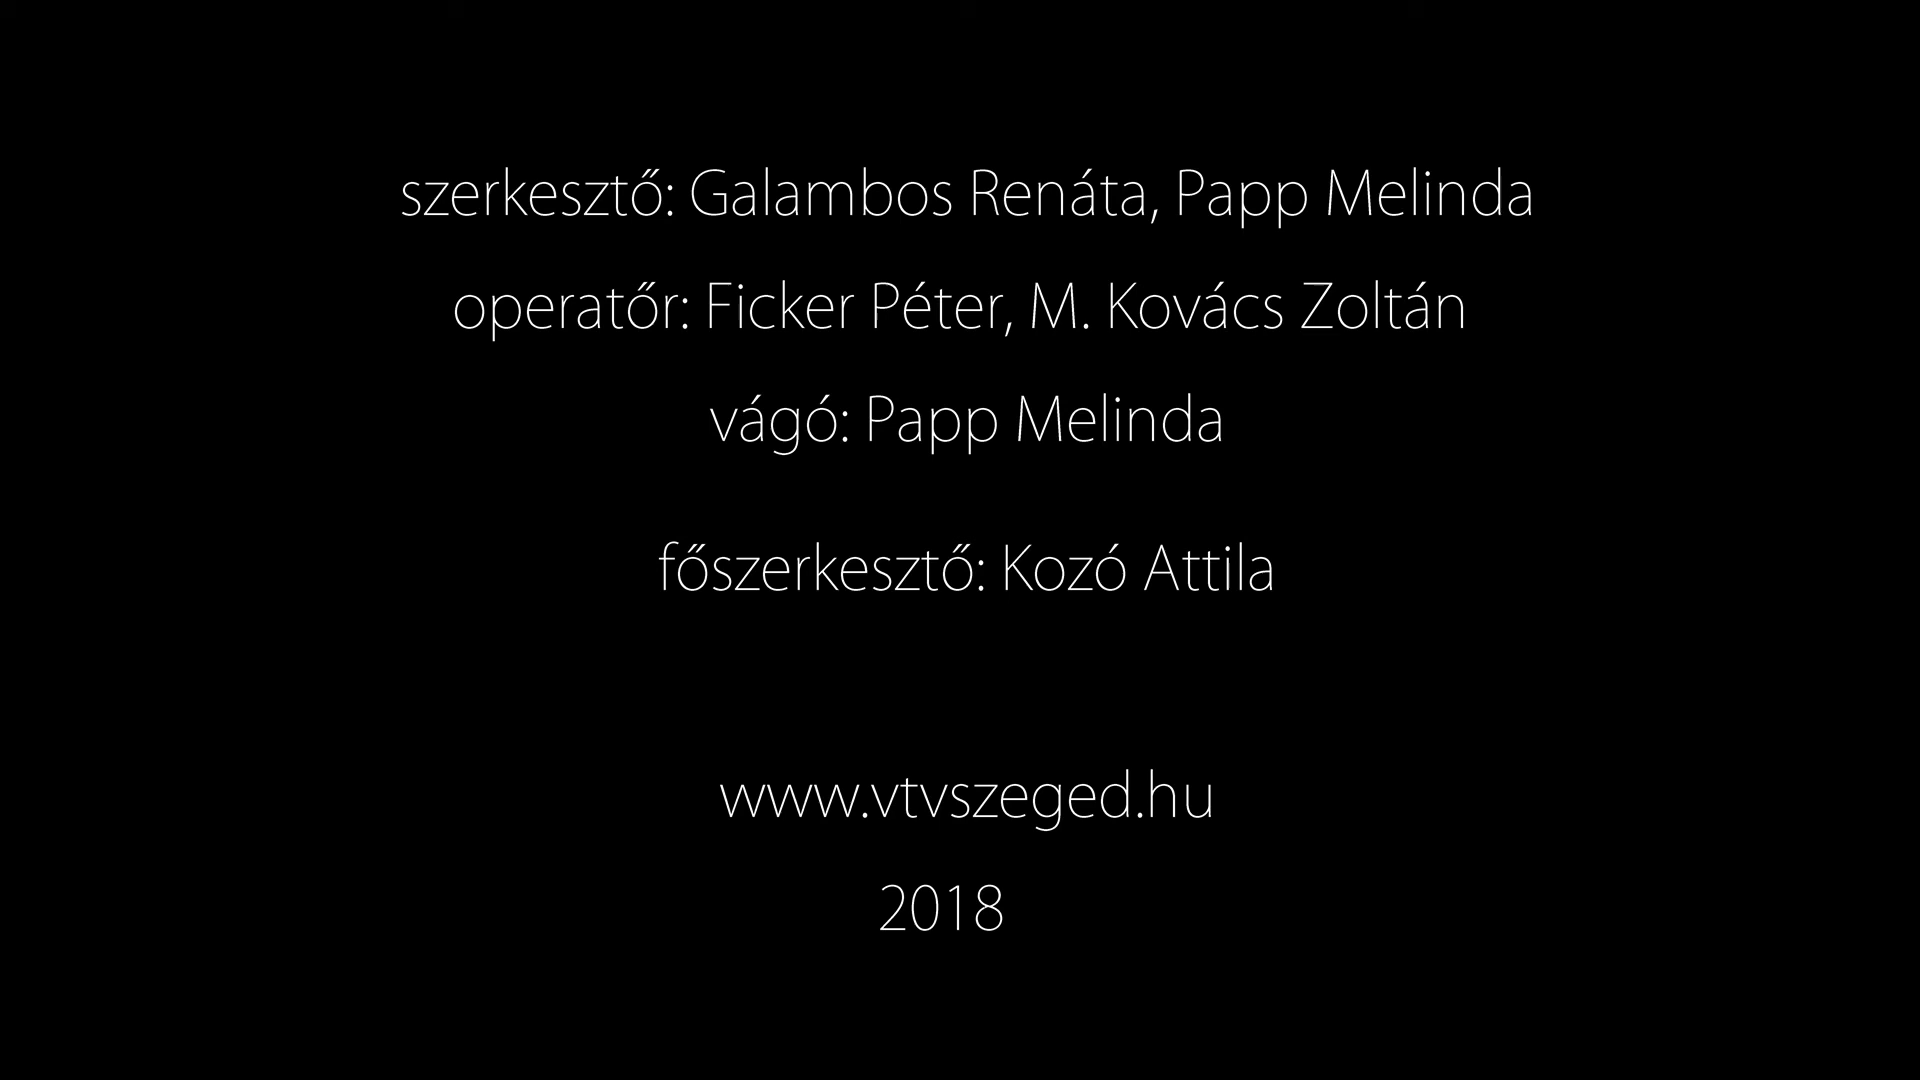 szerkesztő: Galambos Renáta, Papp Melinda
operatőr: Ficker Péter, M. Kovács Zoltán
vágó: Papp Melinda
főszerkesztő: Kozó Attila
www.vtvszeged.hu
2018